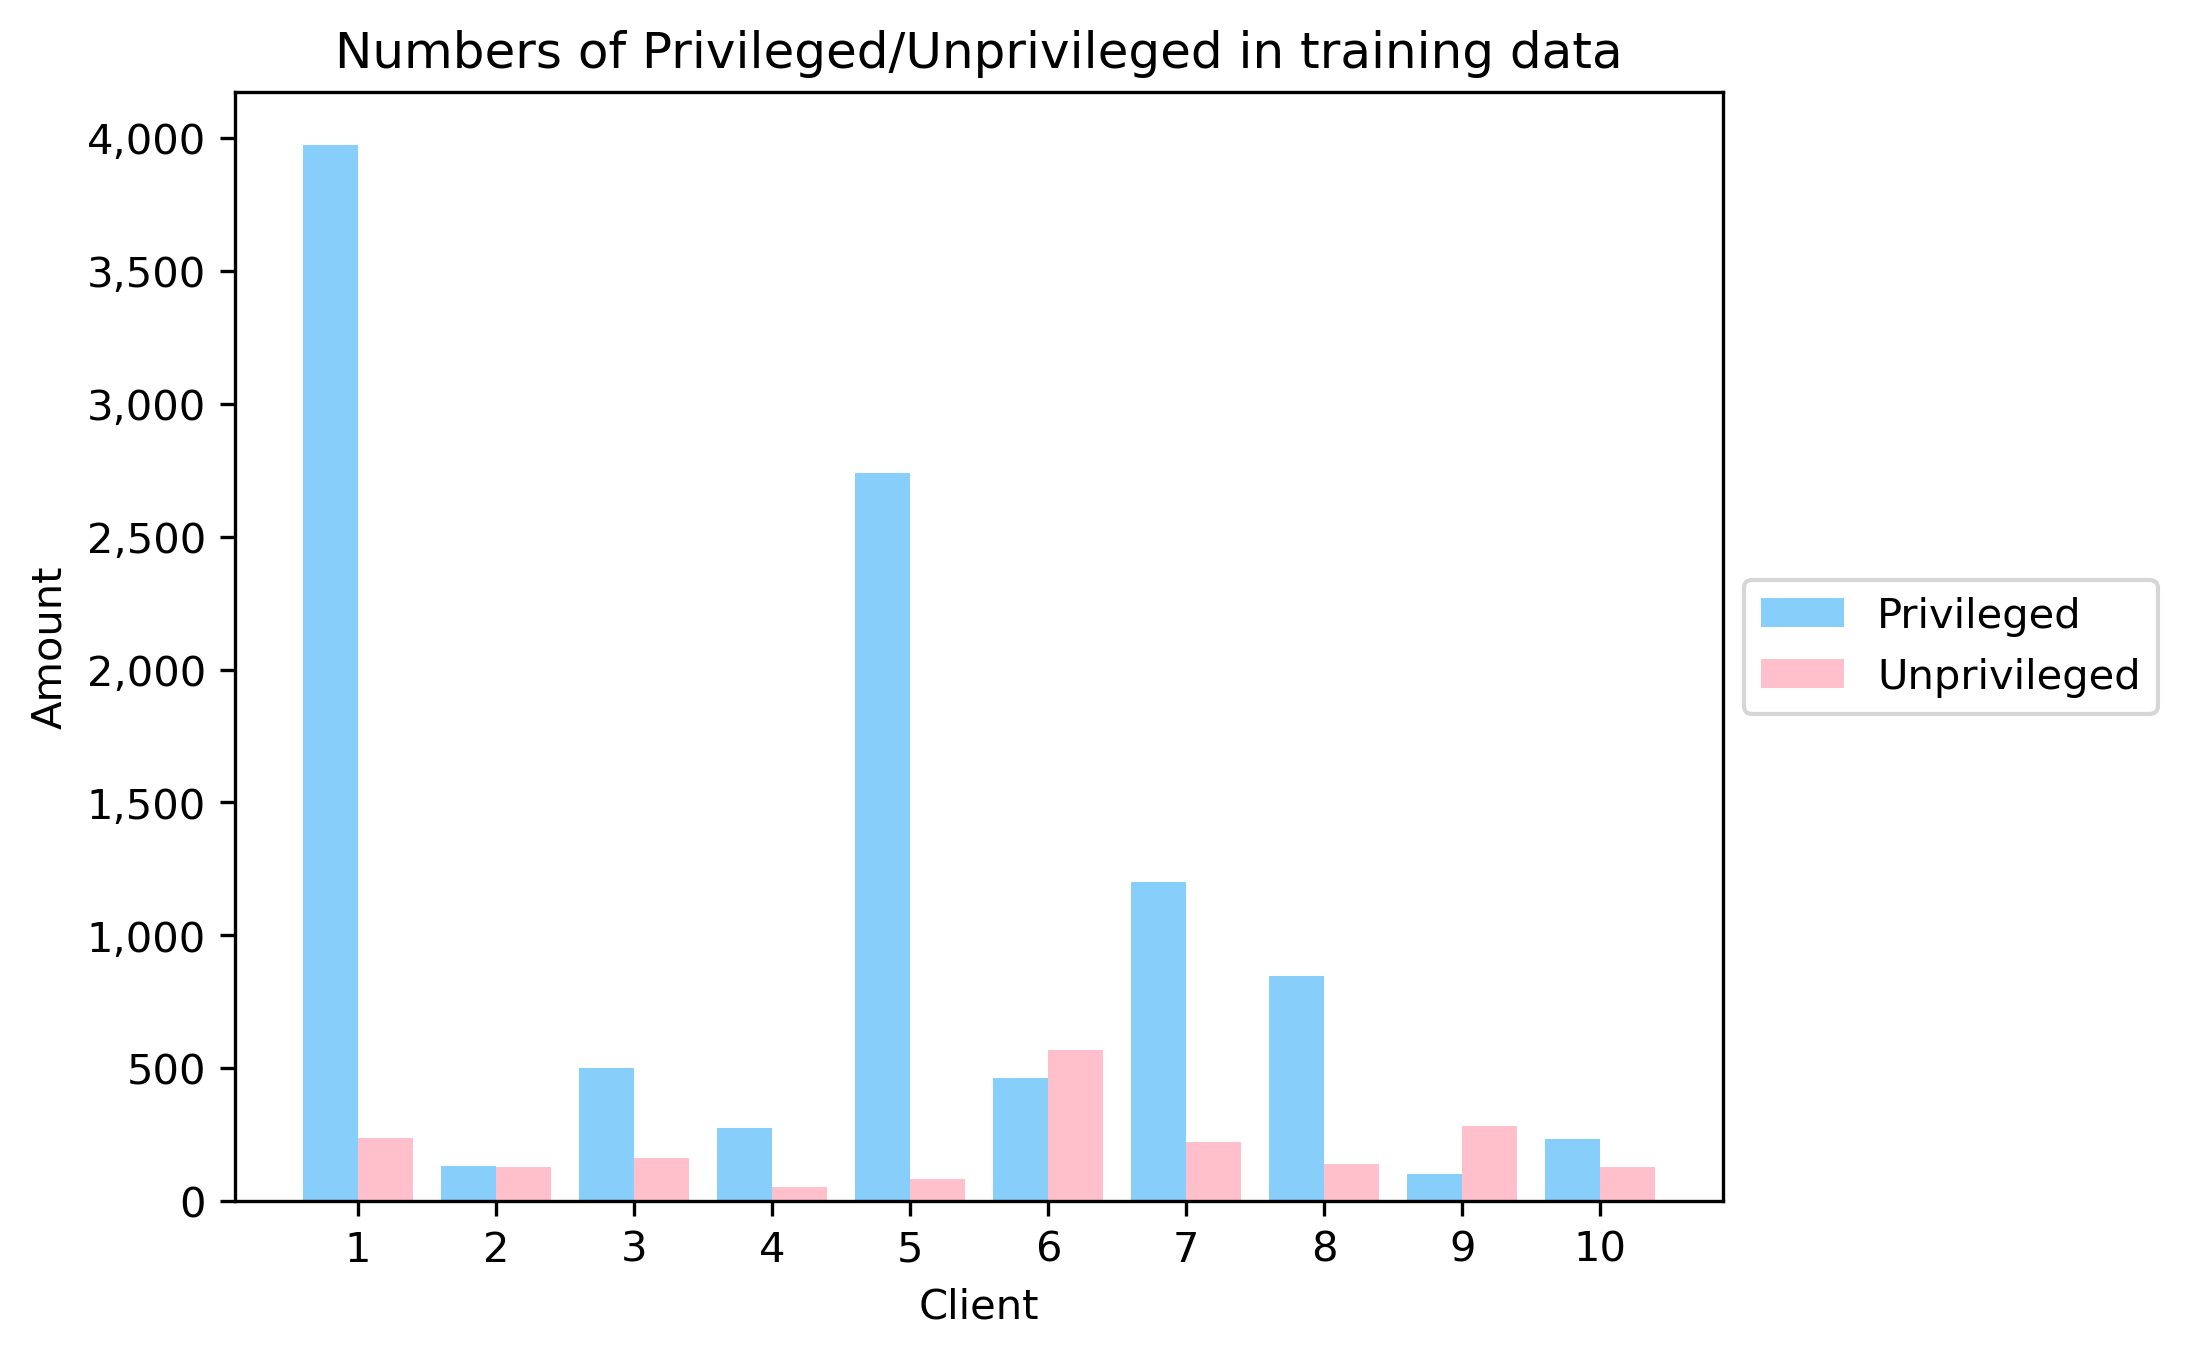 Numbers of Privileged/Unprivileged in training data
4,000
3,500
3,000
2,500
2,000
1,500
1,000
500
0
Amount
1 2 3 4 5 6 7 8 9 10
Client
Privileged
Unprivileged